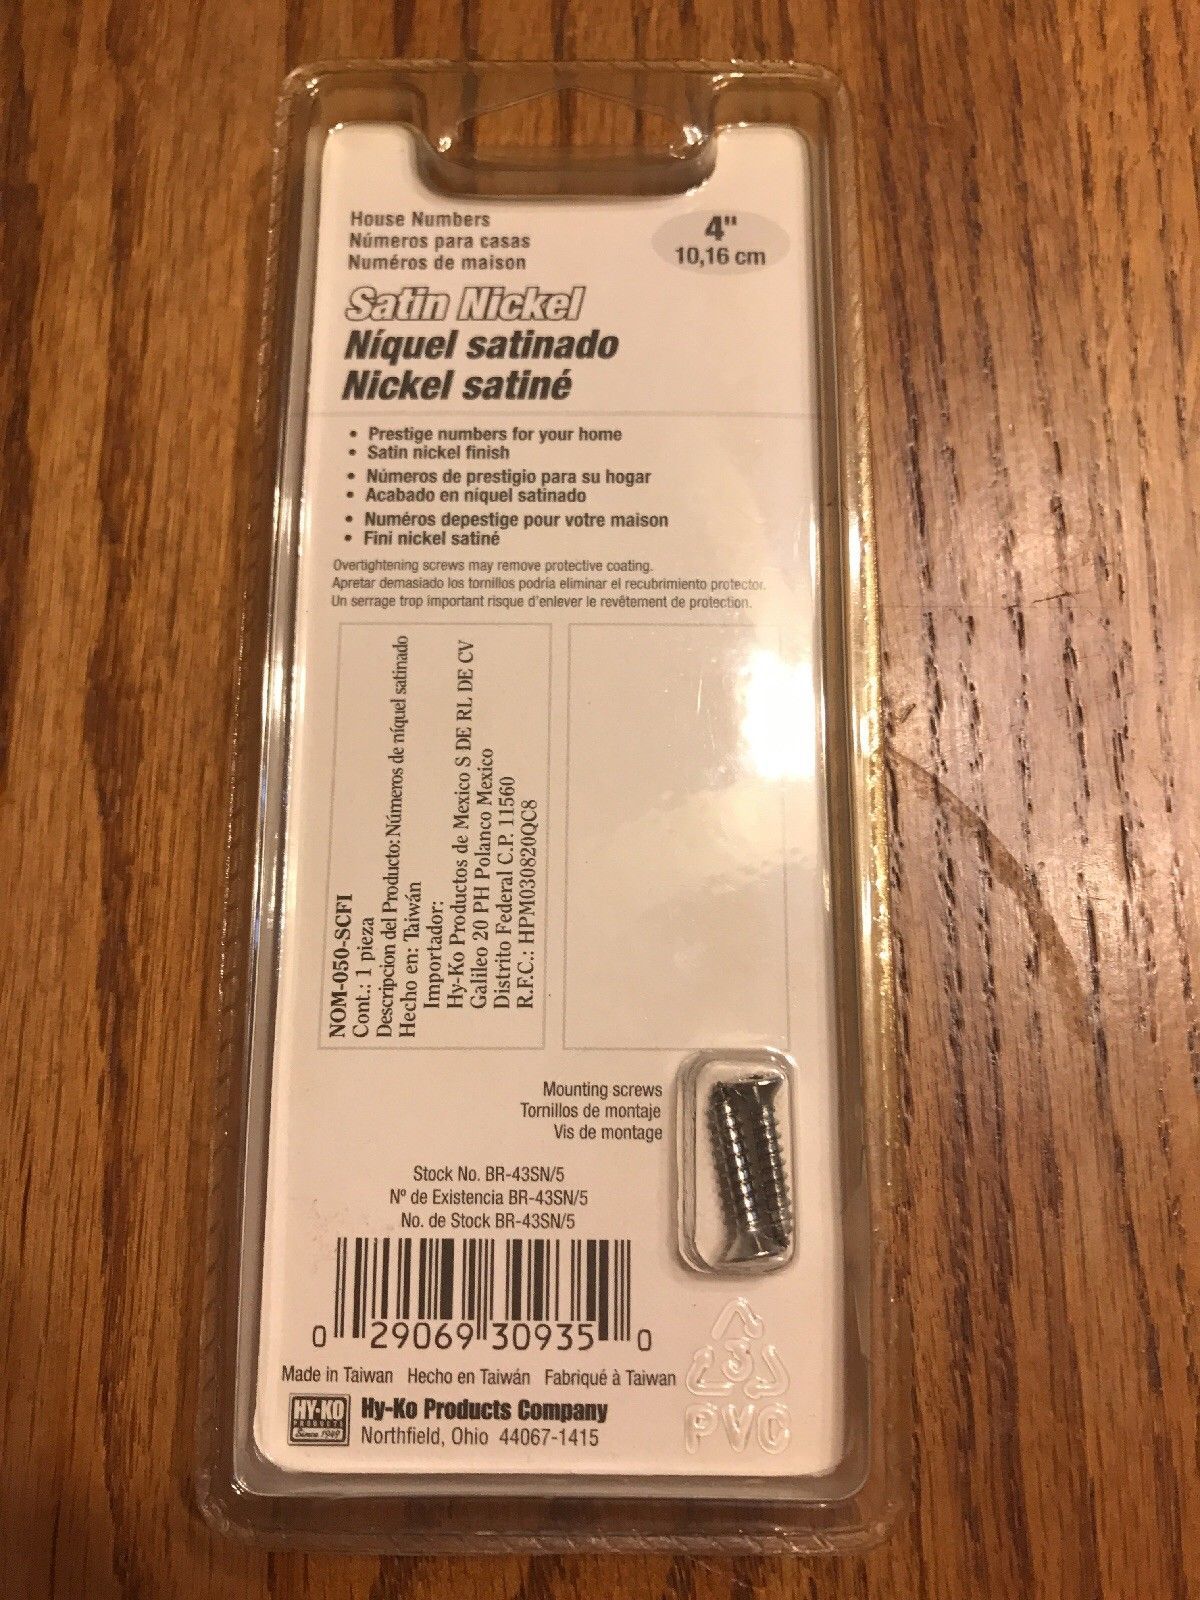 House Numbers
Números para casas
Numéros de maison
4"
10,16 cm
Satin Nickel
Níquel satinado
Nickel satiné
• Prestige numbers for your home
• Satin nickel finish
• Números de prestigio para su hogar
• Acabado en níquel satinado
• Numéros depestige pour votre maison
• Fini nickel satiné
Overtightening screws may remove protective coating.
Apretar demasiado los tornillos podría eliminar el recubrimiento protector.
Un serrage trop important risque d'enlever le revêtement de protection.
NOM-050-SCFI
Cont.: 1 pieza
Descripcion del Producto: Números de níquel satinado
Hecho en: Taiwán
Importador:
Hy-Ko Productos de Mexico S DE RL DE CV
Galileo 20 PH Polanco Mexico
Distrito Federal C.P. 11560
R.F.C.: HPM030820QC8
Mounting screws
Tornillos de montaje
Vis de montage
Stock No. BR-43SN/5
Nº de Existencia BR-43SN/5
No. de Stock BR-43SN/5
0 29069 30935 0
Made in Taiwan Hecho en Taiwán Fabriqué à Taiwan
HY-KO
PRODUCTS
Since 1949
Hy-Ko Products Company
Northfield, Ohio 44067-1415
3
PVC